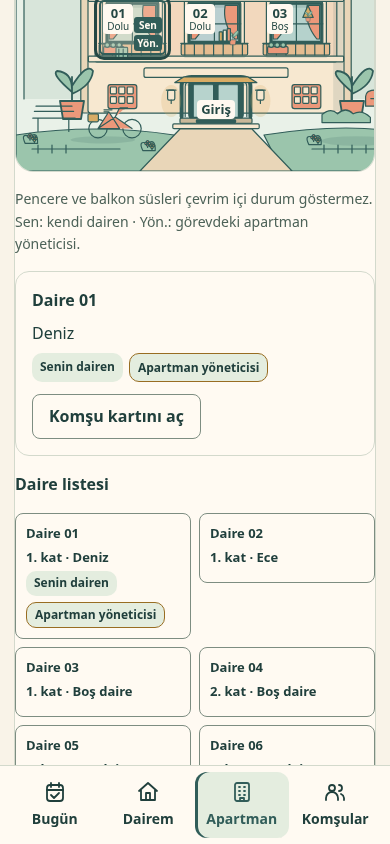 01
Dolu
Sen
Yön.
02
Dolu
03
Boş
Giriş
Pencere ve balkon süsleri çevrim içi durum göstermez.
Sen: kendi dairen · Yön.: görevdeki apartman
yöneticisi.
Daire 01
Deniz
Senin dairen
Apartman yöneticisi
Komşu kartını aç
Daire listesi
Daire 01
1. kat · Deniz
Senin dairen
Apartman yöneticisi
Daire 02
1. kat · Ece
Daire 03
1. kat · Boş daire
Daire 04
2. kat · Boş daire
Daire 05
Daire 06
Bugün
Dairem
Apartman
Komşular